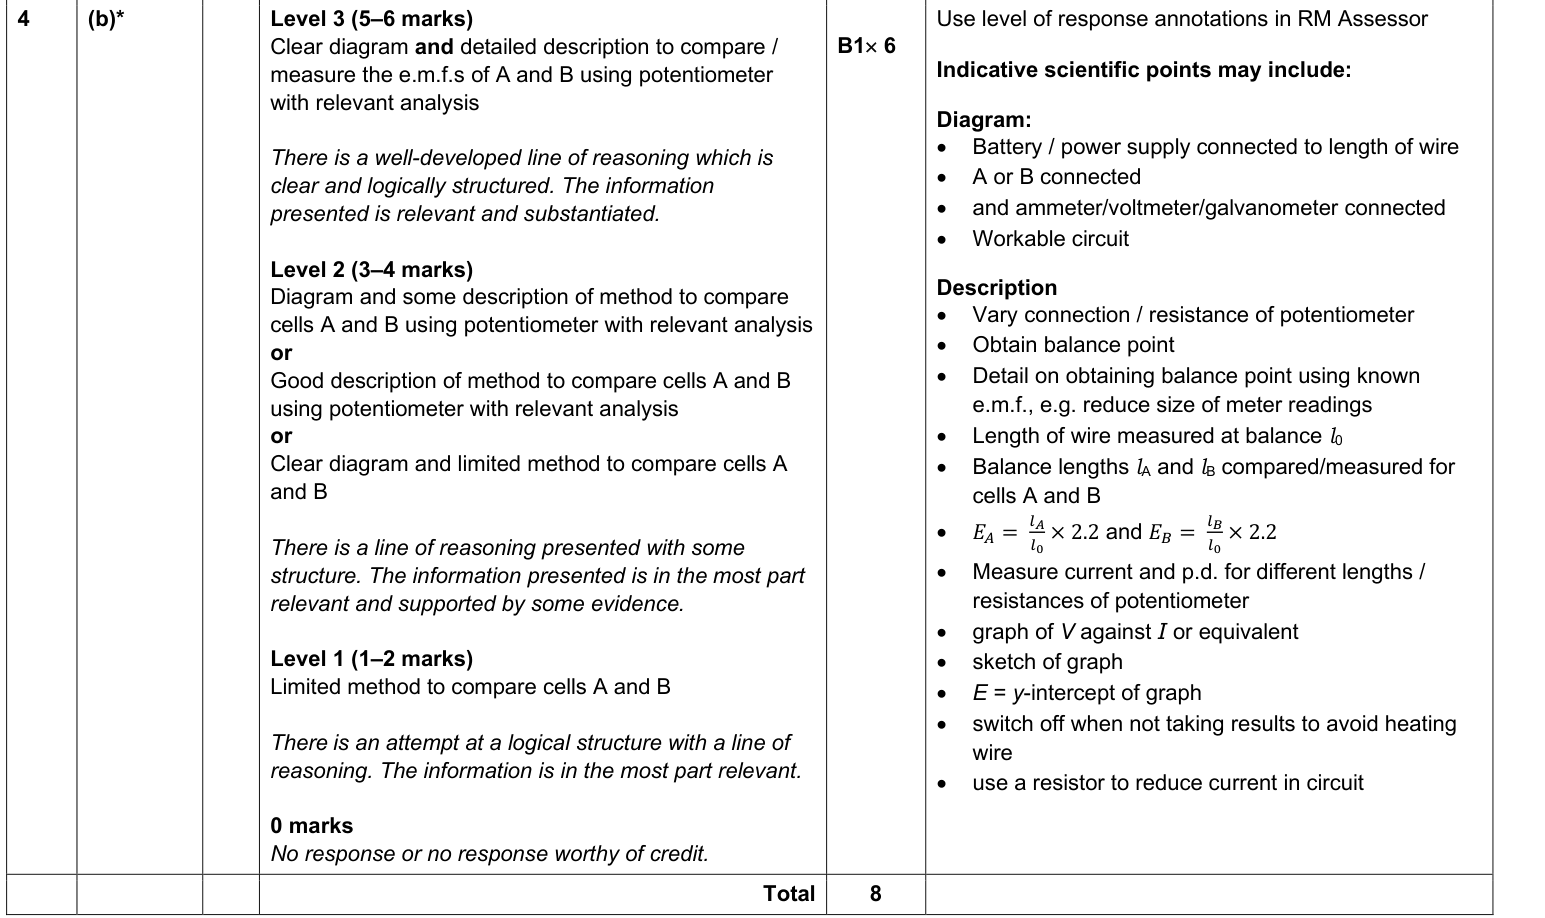 4
(b)*
Level 3 (5–6 marks)
Clear diagram and detailed description to compare /
measure the e.m.f.s of A and B using potentiometer
with relevant analysis
There is a well-developed line of reasoning which is
clear and logically structured. The information
presented is relevant and substantiated.
Level 2 (3–4 marks)
Diagram and some description of method to compare
cells A and B using potentiometer with relevant analysis
or
Good description of method to compare cells A and B
using potentiometer with relevant analysis
or
Clear diagram and limited method to compare cells A
and B
There is a line of reasoning presented with some
structure. The information presented is in the most part
relevant and supported by some evidence.
Level 1 (1–2 marks)
Limited method to compare cells A and B
There is an attempt at a logical structure with a line of
reasoning. The information is in the most part relevant.
0 marks
No response or no response worthy of credit.
B1× 6
Use level of response annotations in RM Assessor
Indicative scientific points may include:
Diagram:
• Battery / power supply connected to length of wire
• A or B connected
• and ammeter/voltmeter/galvanometer connected
• Workable circuit
Description
• Vary connection / resistance of potentiometer
• Obtain balance point
• Detail on obtaining balance point using known
e.m.f., e.g. reduce size of meter readings
• Length of wire measured at balance l₀
• Balance lengths l_A and l_B compared/measured for
cells A and B
• E_A = l_A/l₀ × 2.2 and E_B = l_B/l₀ × 2.2
• Measure current and p.d. for different lengths /
resistances of potentiometer
• graph of V against I or equivalent
• sketch of graph
• E = y-intercept of graph
• switch off when not taking results to avoid heating
wire
• use a resistor to reduce current in circuit
Total
8